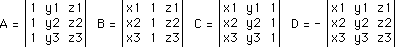 A = | 1 y1 z1 | B = | x1 1 z1 | C = | x1 y1 1 | D = - | x1 y1 z1 |
| 1 y2 z2 | | x2 1 z2 | | x2 y2 1 | | x2 y2 z2 |
| 1 y3 z3 | | x3 1 z3 | | x3 y3 1 | | x3 y3 z3 |